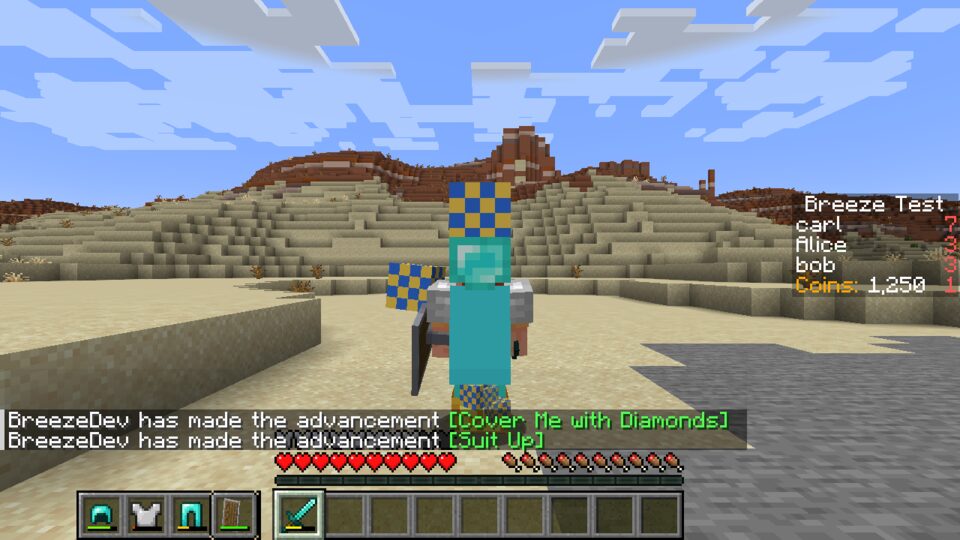 Breeze Test
carl 7
Alice 3
bob 3
Coins: 1,250 1
BreezeDev has made the advancement [Cover Me with Diamonds]
BreezeDev has made the advancement [Suit Up]